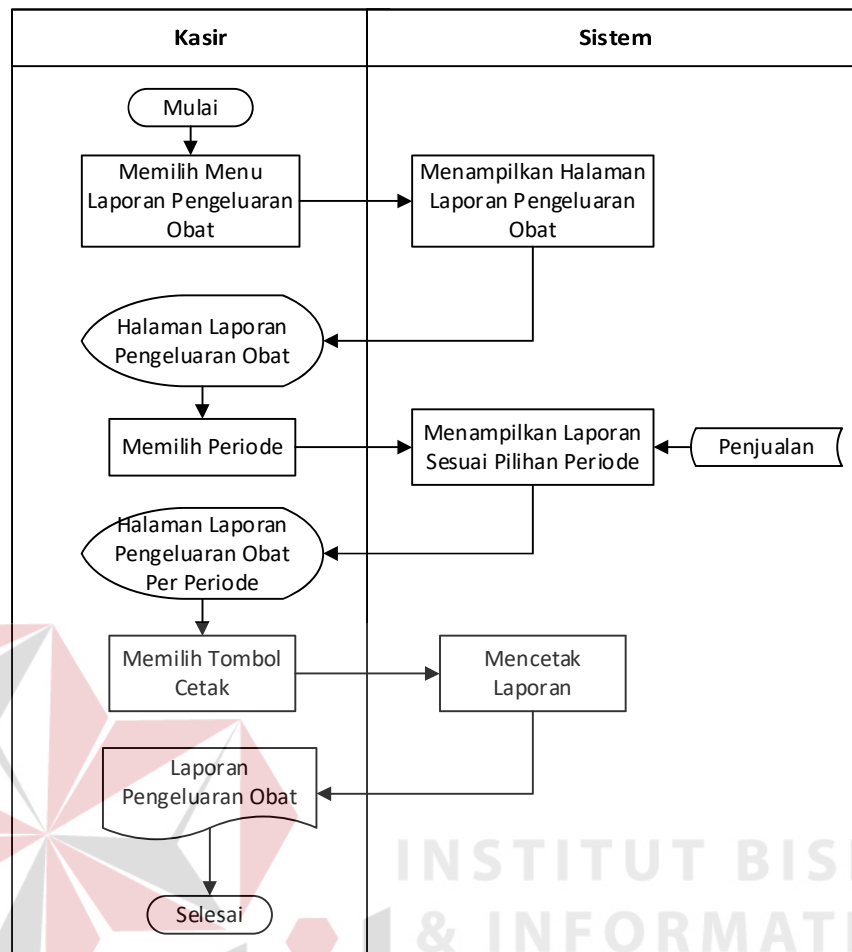 Kasir
Sistem
Mulai
Memilih Menu
Laporan Pengeluaran
Obat
Menampilkan Halaman
Laporan Pengeluaran
Obat
Halaman Laporan
Pengeluaran Obat
Memilih Periode
Menampilkan Laporan
Sesuai Pilihan Periode
Penjualan
Halaman Laporan
Pengeluaran Obat
Per Periode
Memilih Tombol
Cetak
Mencetak
Laporan
Laporan
Pengeluaran Obat
Selesai
INSTITUT BIS
& INFORMATI